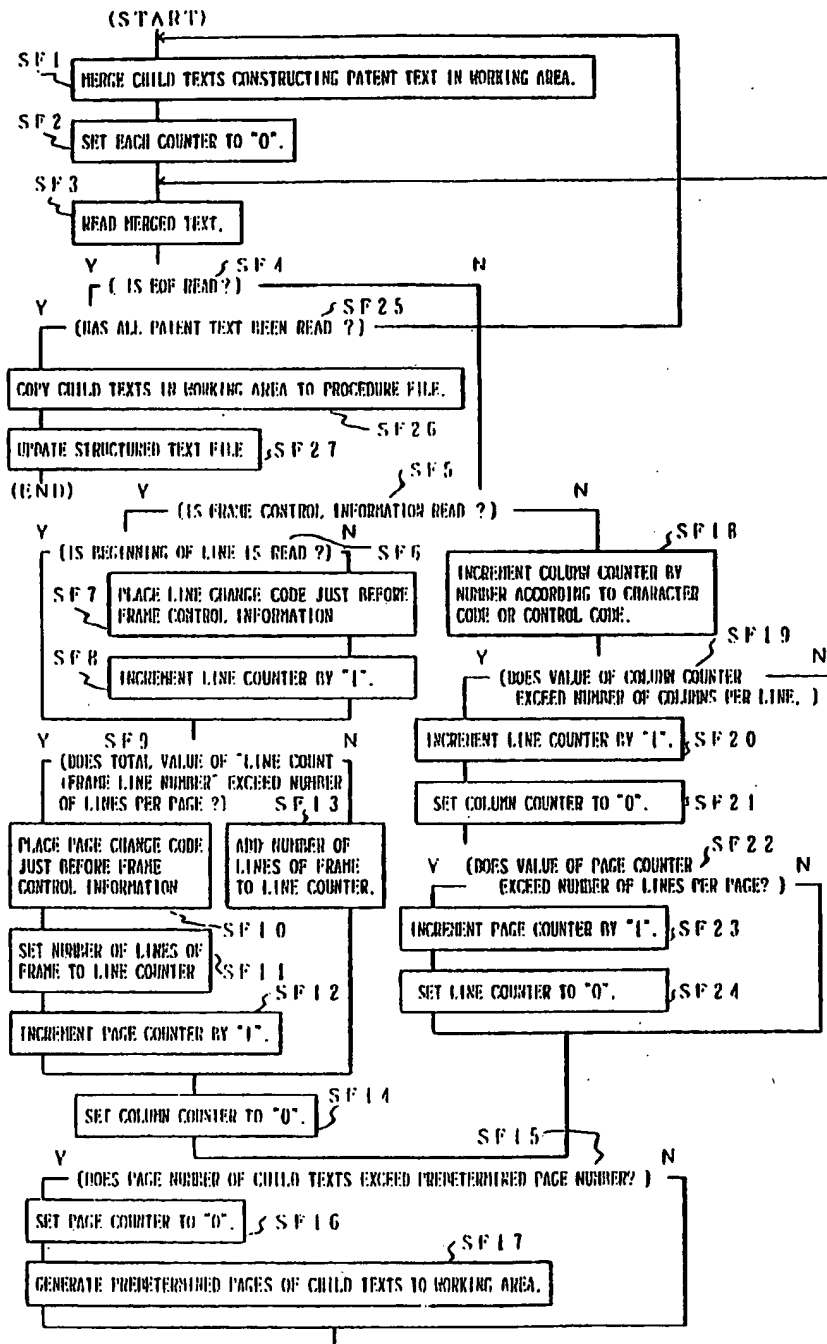 (START)
SF1
MERGE CHILD TEXTS CONSTRUCTING PATENT TEXT IN WORKING AREA.
SF2
SET EACH COUNTER TO "0".
SF3
READ MERGED TEXT.
Y SF4 N
( IS EOF READ?)
Y SF25
(HAS ALL PATENT TEXT BEEN READ ?)
COPY CHILD TEXTS IN WORKING AREA TO PROCEDURE FILE.
SF26
UPDATE STRUCTURED TEXT FILE SF27
(END)
SF5
Y N
(IS FRAME CONTROL INFORMATION READ ?)
Y N
(IS BEGINNING OF LINE IS READ ?) SF6
SF7
PLACE LINE CHANGE CODE JUST BEFORE
FRAME CONTROL INFORMATION
SF8
INCREMENT LINE COUNTER BY "1".
SF18
INCREMENT COLUMN COUNTER BY
NUMBER ACCORDING TO CHARACTER
CODE OR CONTROL CODE.
SF19
Y N
(DOES VALUE OF COLUMN COUNTER
EXCEED NUMBER OF COLUMNS PER LINE. )
INCREMENT LINE COUNTER BY "1". SF20
SET COLUMN COUNTER TO "0". SF21
Y SF9 N
(DOES TOTAL VALUE OF "LINE COUNT
(FRAME LINE NUMBER" EXCEED NUMBER
OF LINES PER PAGE ?) SF13
PLACE PAGE CHANGE CODE
JUST BEFORE FRAME
CONTROL INFORMATION
ADD NUMBER OF
LINES OF FRAME
TO LINE COUNTER.
SF10
SET NUMBER OF LINES OF
FRAME TO LINE COUNTER
SF11
SF12
INCREMENT PAGE COUNTER BY "1".
SF22
Y N
(DOES VALUE OF PAGE COUNTER
EXCEED NUMBER OF LINES PER PAGE? )
INCREMENT PAGE COUNTER BY "1". SF23
SET LINE COUNTER TO "0". SF24
SET COLUMN COUNTER TO "0". SF14
SF15
Y N
(DOES PAGE NUMBER OF CHILD TEXTS EXCEED PREDETERMINED PAGE NUMBER? )
SET PAGE COUNTER TO "0". SF16
SF17
GENERATE PREDETERMINED PAGES OF CHILD TEXTS TO WORKING AREA.